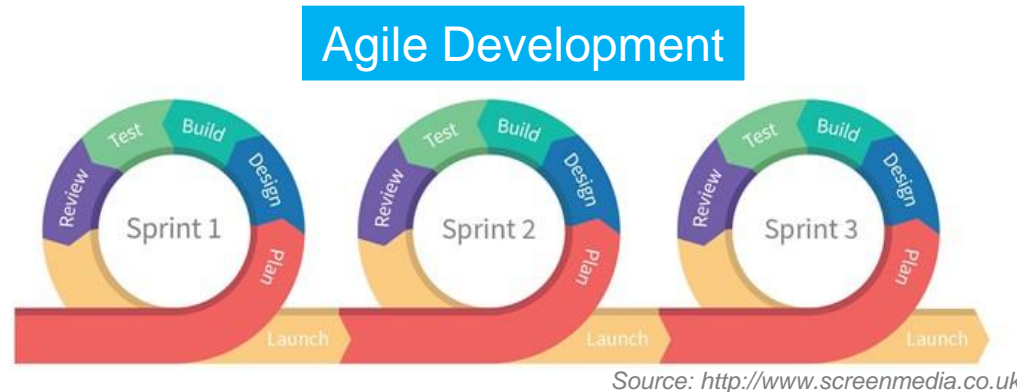 Agile Development
Test
Build
Review
Design
Sprint 1
Plan
Launch
Test
Build
Review
Design
Sprint 2
Plan
Launch
Test
Build
Review
Design
Sprint 3
Plan
Launch
Source: http://www.screenmedia.co.uk